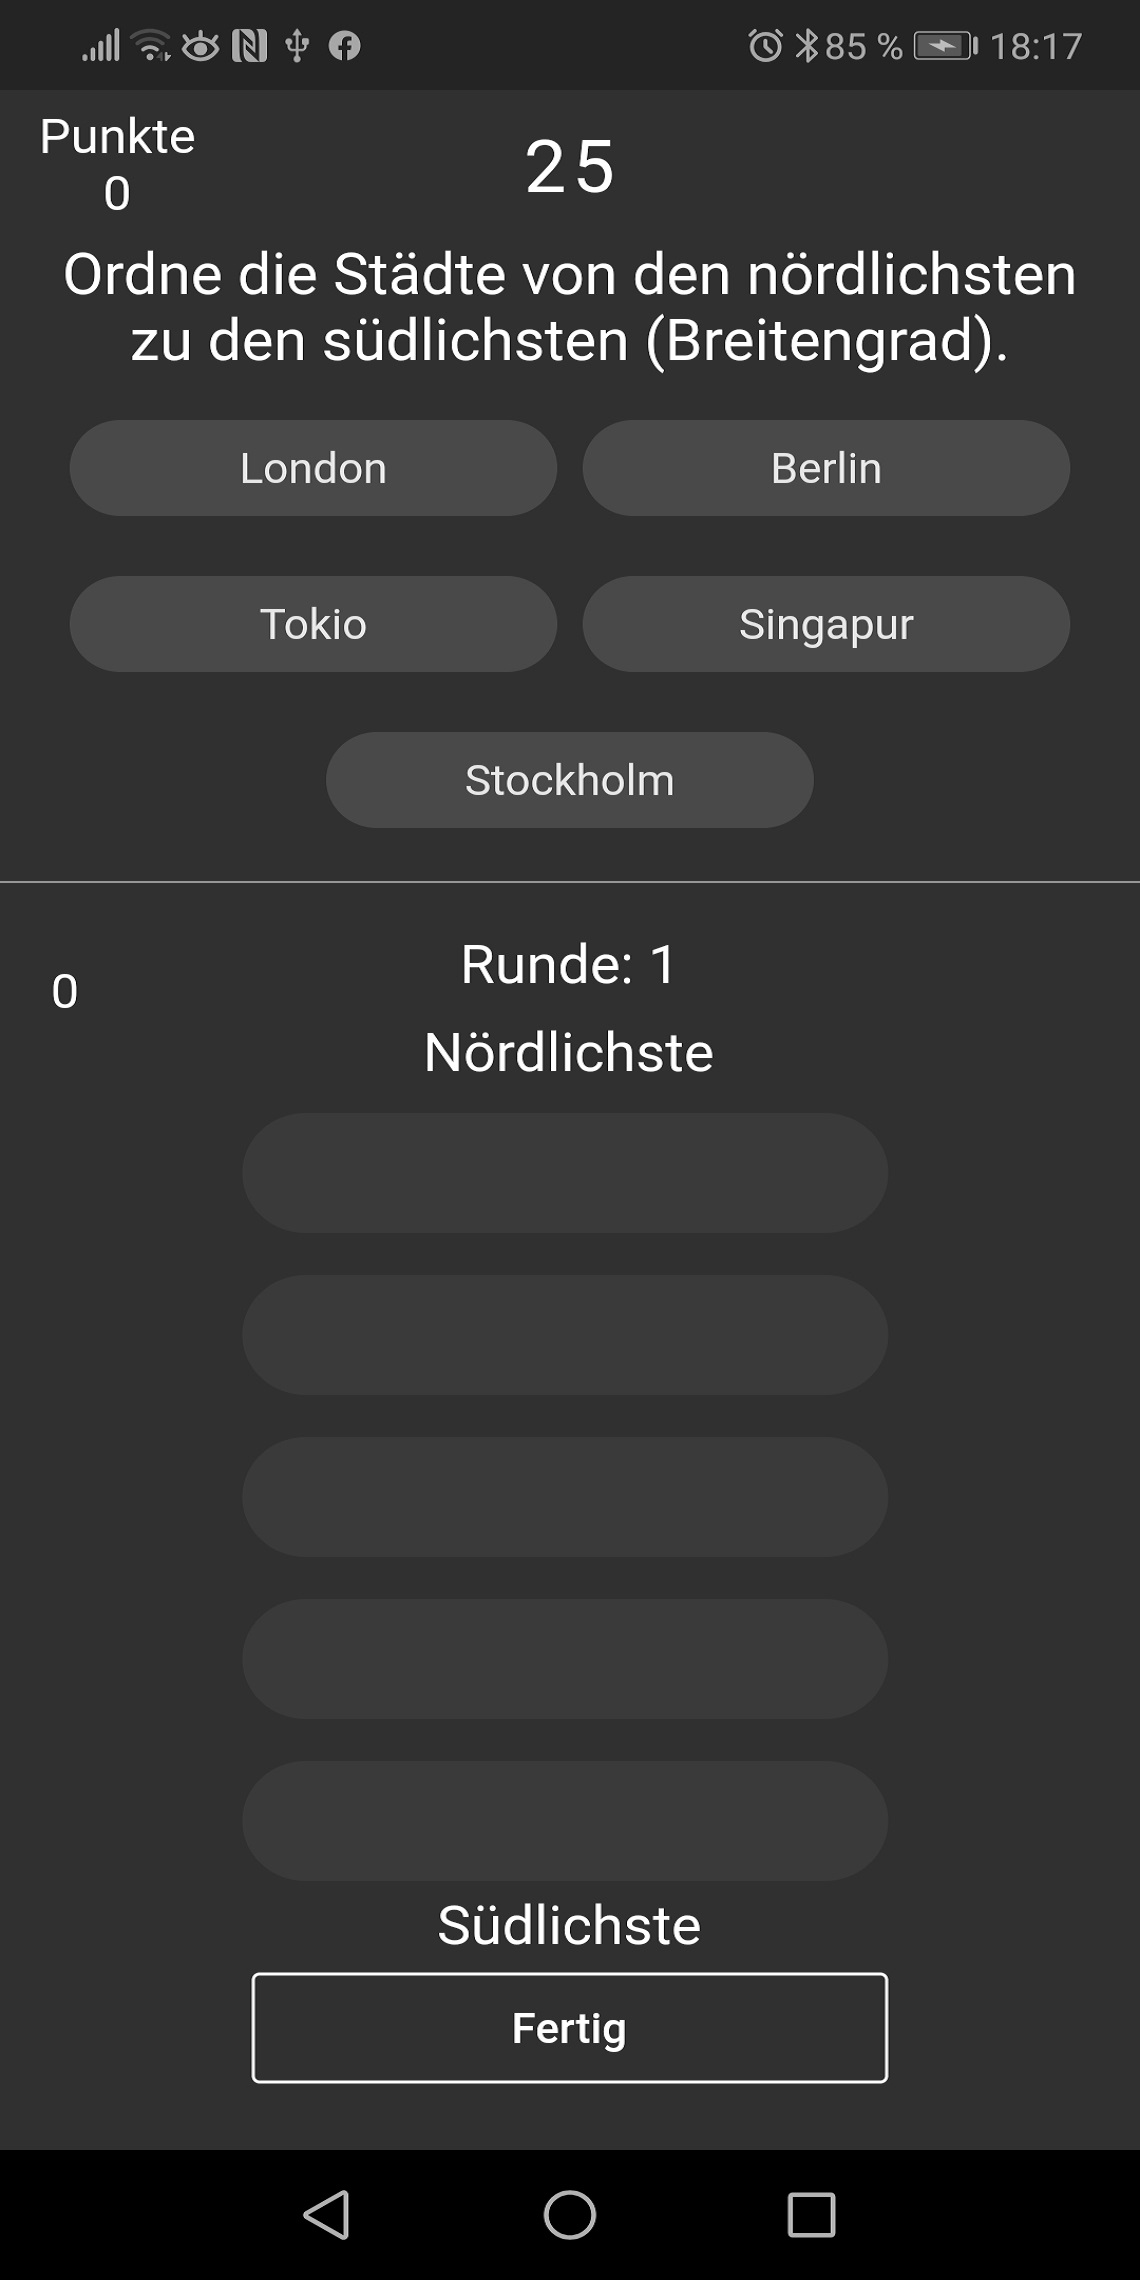 85 % 18:17
Punkte
0
25
Ordne die Städte von den nördlichsten
zu den südlichsten (Breitengrad).
London
Berlin
Tokio
Singapur
Stockholm
0
Runde: 1
Nördlichste
Südlichste
Fertig